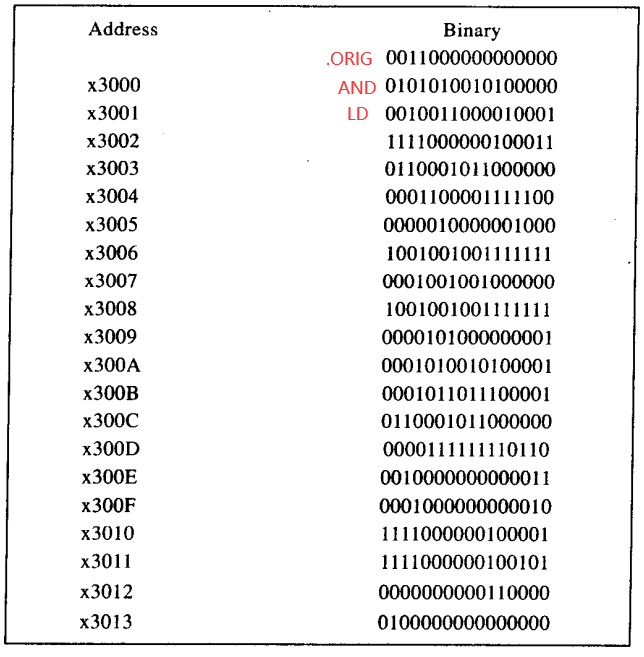 Address Binary
.ORIG 0011000000000000
x3000 AND 0101010010100000
x3001 LD 0010011000010001
x3002 1111000000100011
x3003 0110001011000000
x3004 0001100001111100
x3005 0000010000001000
x3006 1001001001111111
x3007 0001001001000000
x3008 1001001001111111
x3009 0000101000000001
x300A 0001010010100001
x300B 0001011011100001
x300C 0110001011000000
x300D 0000111111110110
x300E 0010000000000011
x300F 0001000000000010
x3010 1111000000100001
x3011 1111000000100101
x3012 0000000000110000
x3013 0100000000000000